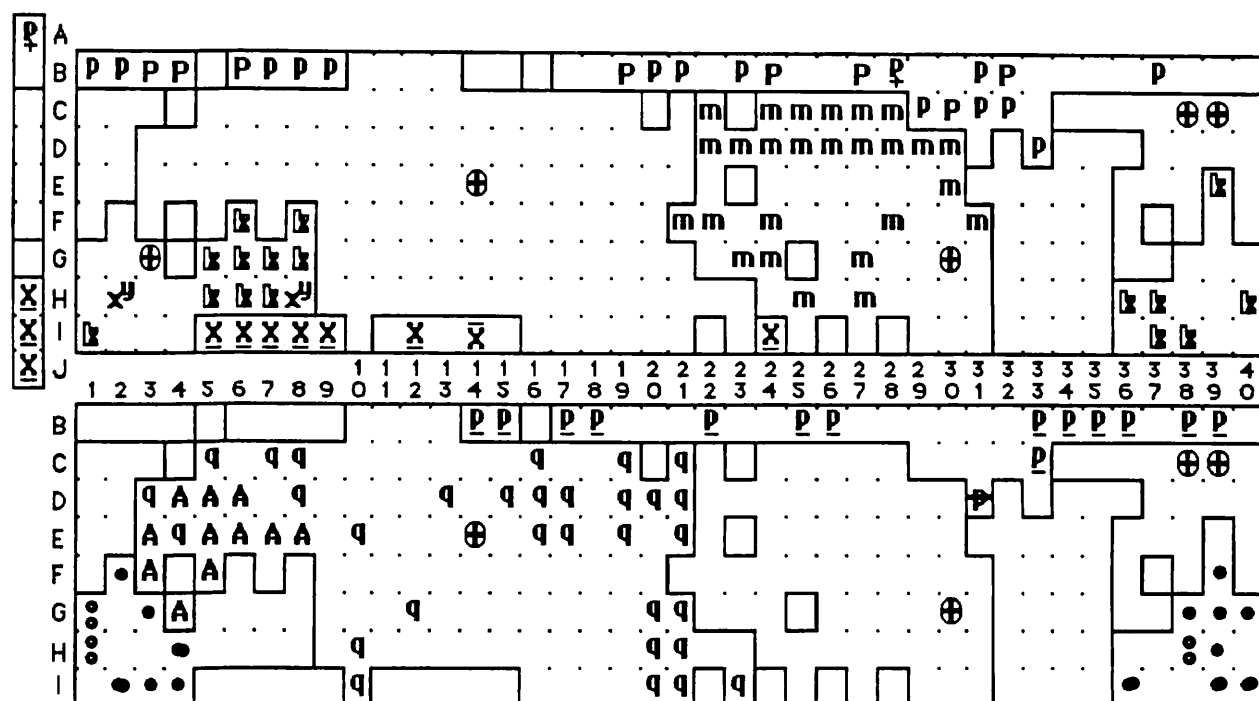 p+ A
B p p P P P p p p P p p p P P p+ p P p
C m m m m m m p P p p ⊕ ⊕
D m m m m m m m m m p
E ⊕ m k
F k k m m m m m
G ⊕ k k k k m m m ⊕
X H xy k k k xy m m k k k
X I k X X X X X X X X k k
X J 1 2 3 4 5 6 7 8 9 10 11 12 13 14 15 16 17 18 19 20 21 22 23 24 25 26 27 28 29 30 31 32 33 34 35 36 37 38 39 40
B p p p p p p p p p p p p p
C q q q q q q p ⊕ ⊕
D q A A A q q q q q q q q p
E A q A A A A q ⊕ q q q q
F A A
G A q q q ⊕
H q q q
I q q q q